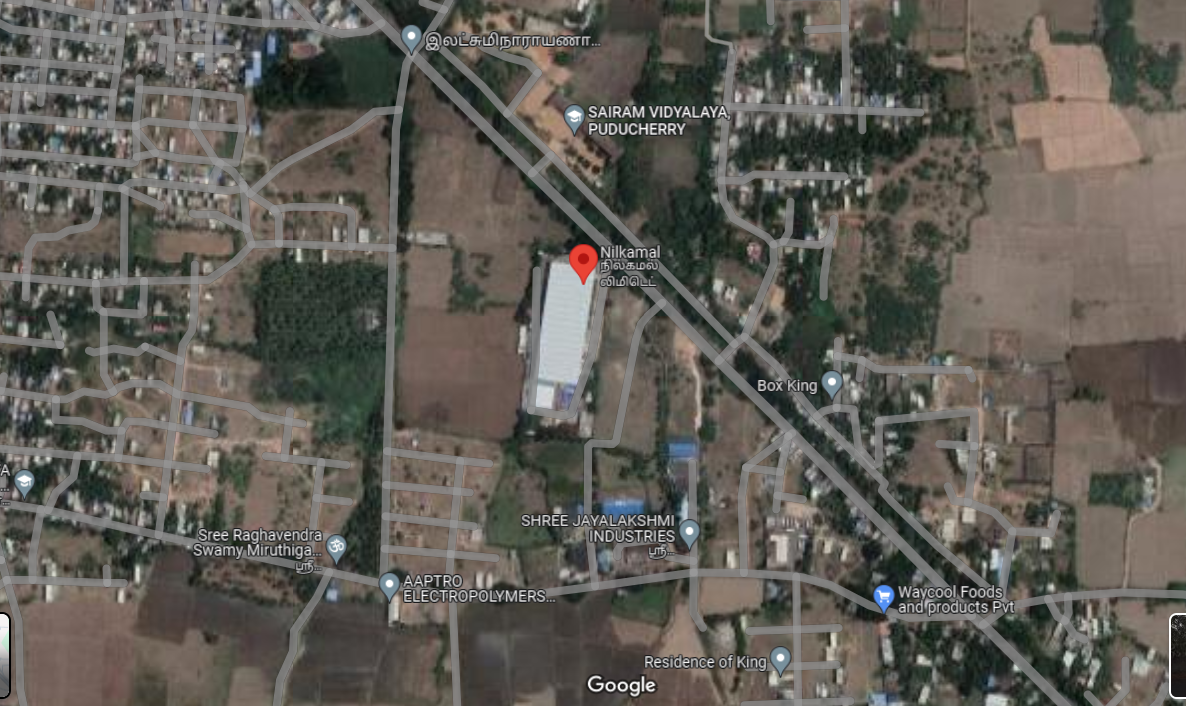 இலட்சுமிநாராயணா...
SAIRAM VIDYALAYA,
PUDUCHERRY
Nilkamal
நில்கமல்
லிமிடெட்
Box King
A
...
Sree Raghavendra
Swamy Miruthiga...
ஸ்ரீ...
SHREE JAYALAKSHMI
INDUSTRIES
ஸ்ரீ...
AAPTRO
ELECTROPOLYMERS...
Waycool Foods
and products Pvt
Residence of King
Google